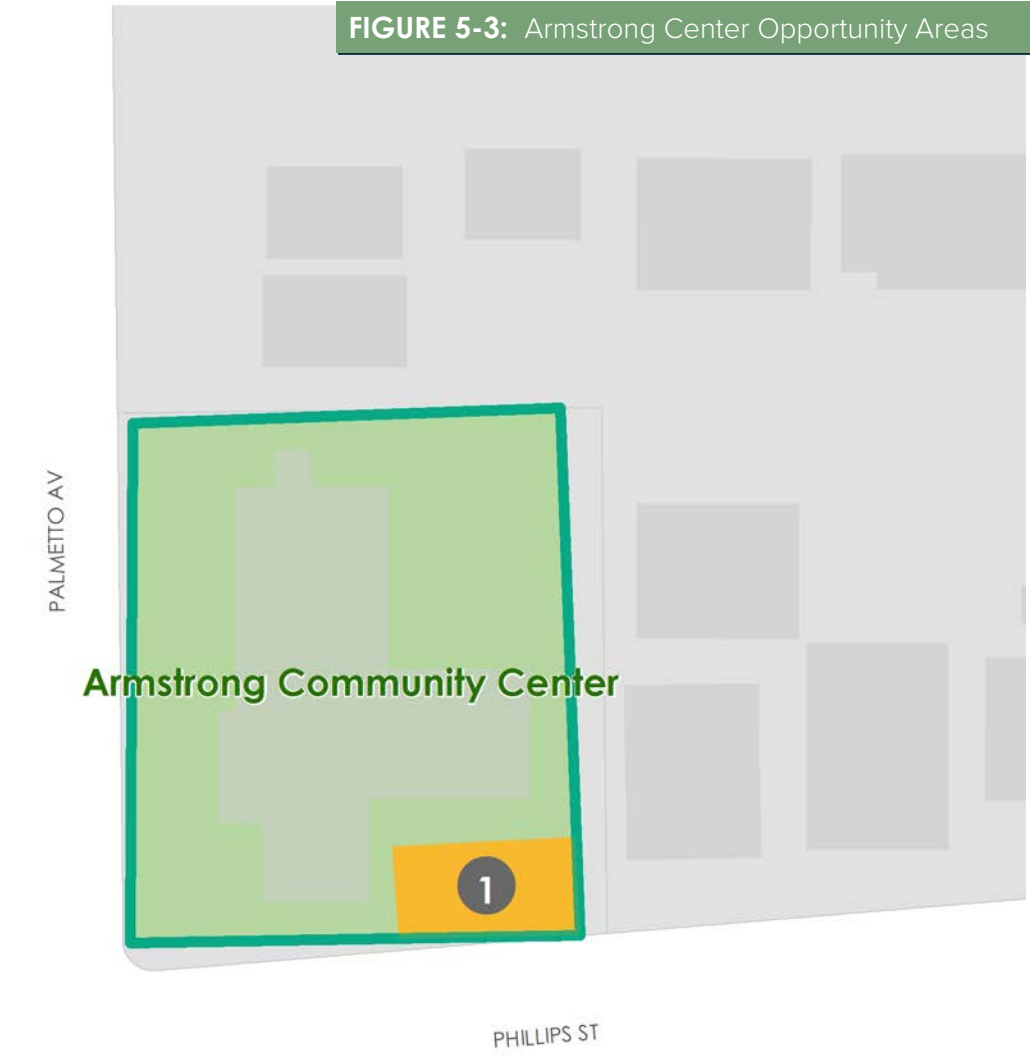 FIGURE 5-3: Armstrong Center Opportunity Areas
PALMETTO AV
Armstrong Community Center
1
PHILLIPS ST